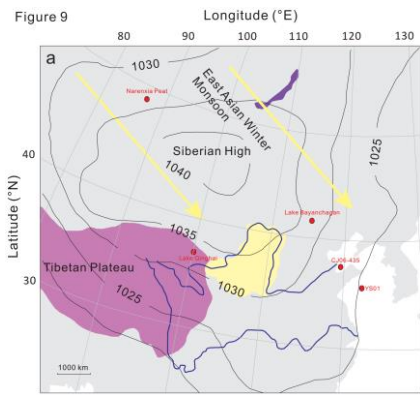 Figure 9
Longitude (°E)
80 90 100 110 120 130
a
1030
East Asian Winter
Monsoon
Narenxia Peat
1025
Siberian High
1040
40
Latitude (°N)
Lake Bayanchagan
1035
Lake Qinghai
CJ06-435
Tibetan Plateau
1030
YS01
30
1025
1000 km